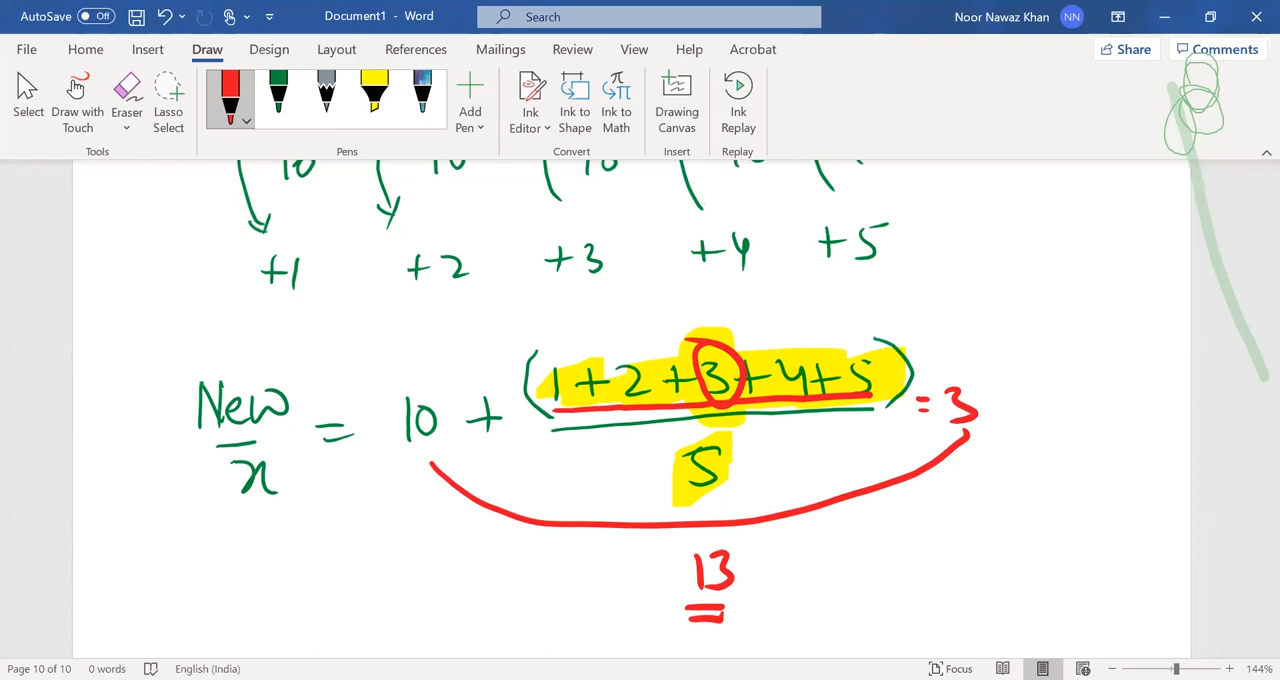 AutoSave Off Document1 - Word Search Noor Nawaz Khan NN
File Home Insert Draw Design Layout References Mailings Review View Help Acrobat Share Comments
Select Draw with Touch Eraser Lasso Select Add Pen Ink Editor Ink to Shape Ink to Math Drawing Canvas Ink Replay
Tools Pens Convert Insert Replay
10 10 10
+1 +2 +3 +4 +5
(1+2+3+4+5)
New = 10 + = 3
x̄ 5
13
Page 10 of 10 0 words English (India) Focus 144%